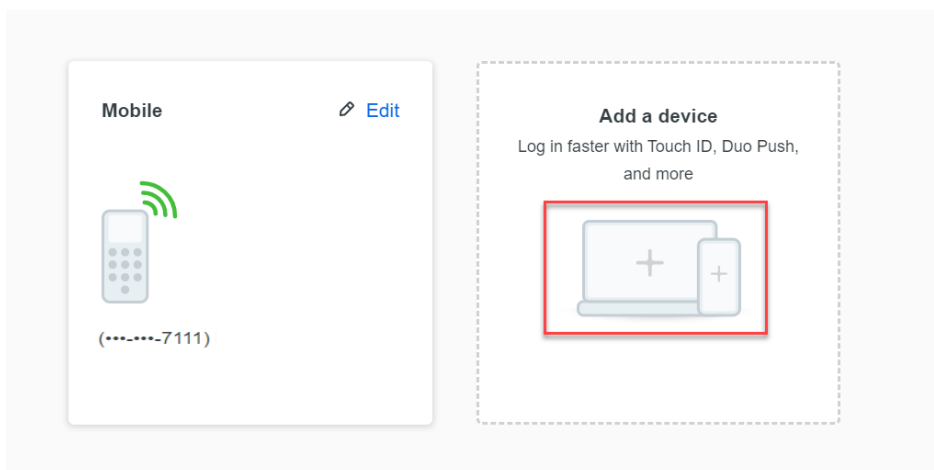 Mobile
Edit
(•••-•••-7111)
Add a device
Log in faster with Touch ID, Duo Push,
and more